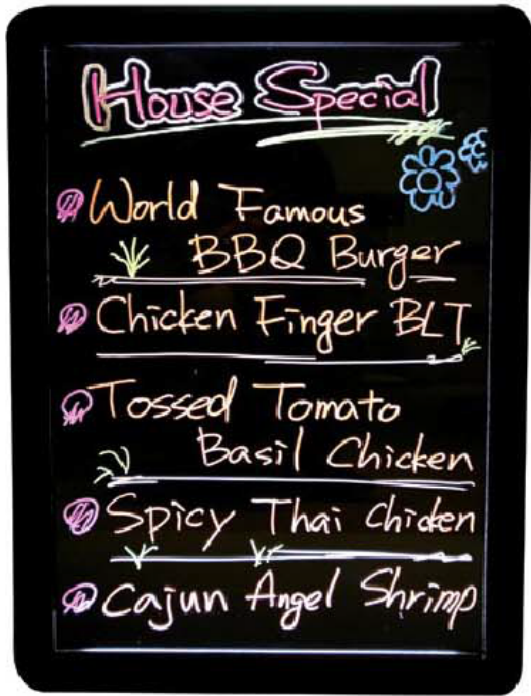 House Special
World Famous
BBQ Burger
Chicken Finger BLT
Tossed Tomato
Basil Chicken
Spicy Thai Chicken
Cajun Angel Shrimp